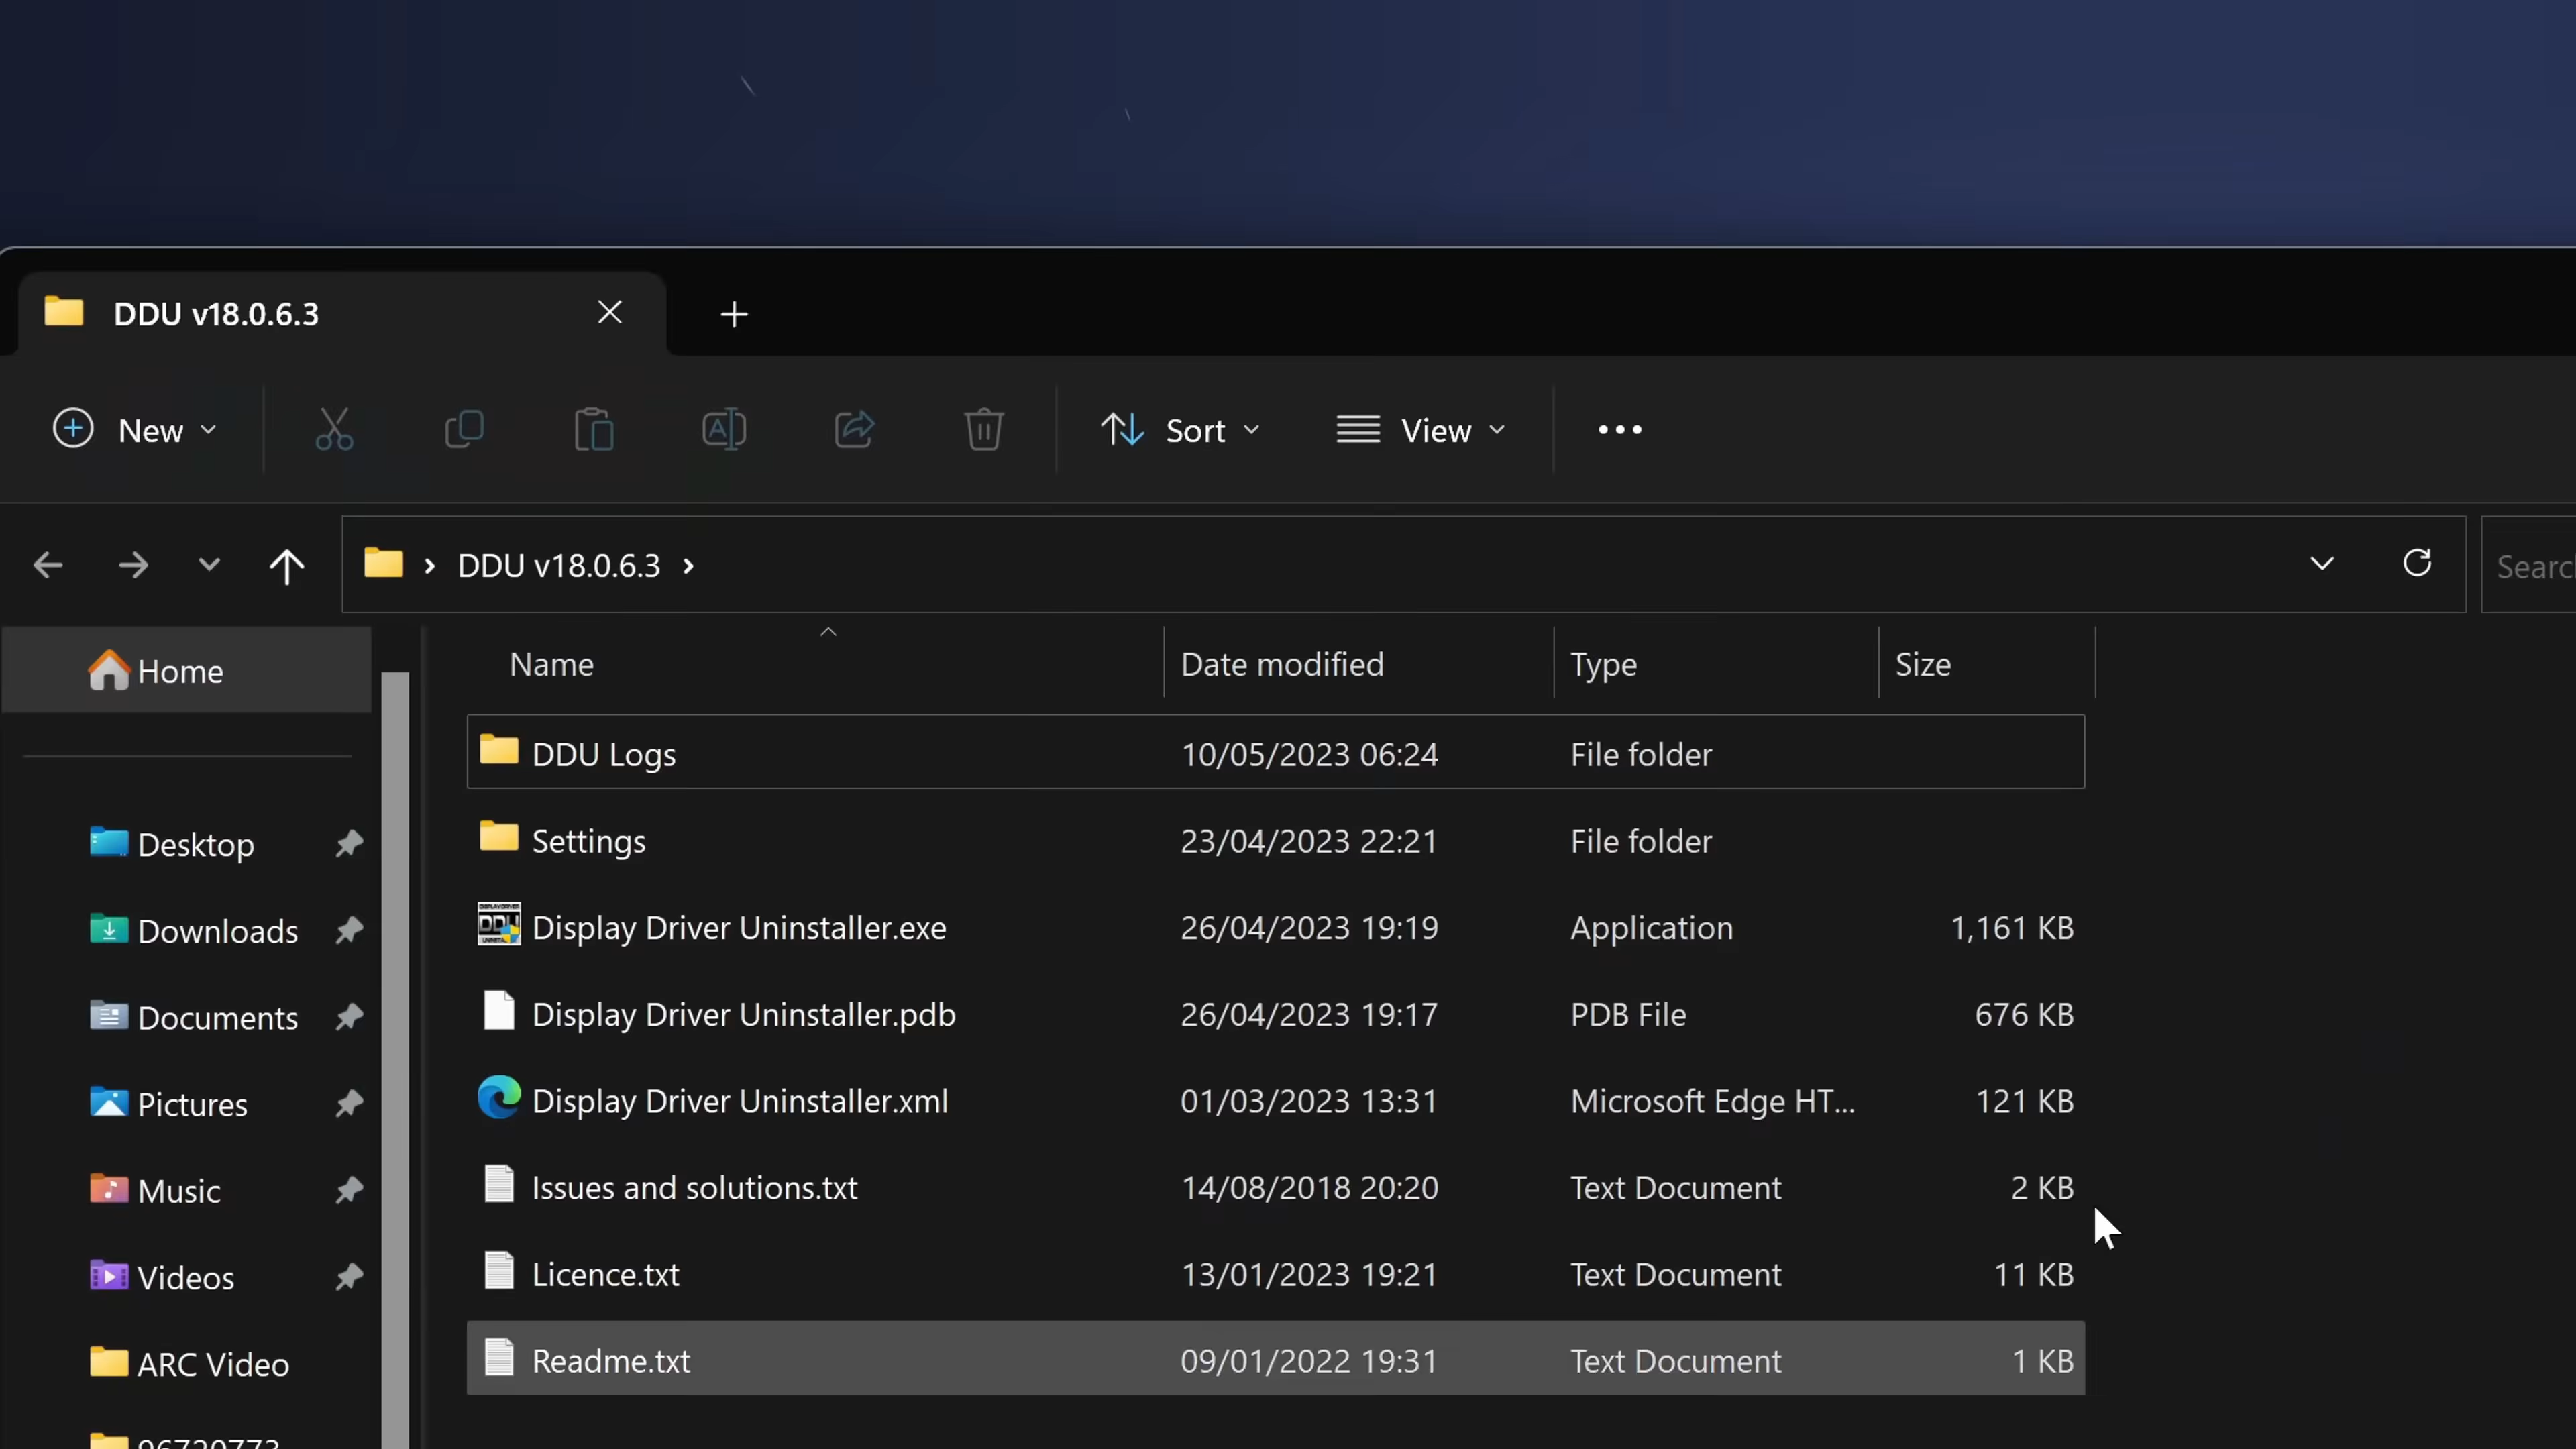 DDU v18.0.6.3
New Sort View
DDU v18.0.6.3
Home
Desktop
Downloads
Documents
Pictures
Music
Videos
ARC Video
Name Date modified Type Size
DDU Logs 10/05/2023 06:24 File folder
Settings 23/04/2023 22:21 File folder
Display Driver Uninstaller.exe 26/04/2023 19:19 Application 1,161 KB
Display Driver Uninstaller.pdb 26/04/2023 19:17 PDB File 676 KB
Display Driver Uninstaller.xml 01/03/2023 13:31 Microsoft Edge HT... 121 KB
Issues and solutions.txt 14/08/2018 20:20 Text Document 2 KB
Licence.txt 13/01/2023 19:21 Text Document 11 KB
Readme.txt 09/01/2022 19:31 Text Document 1 KB